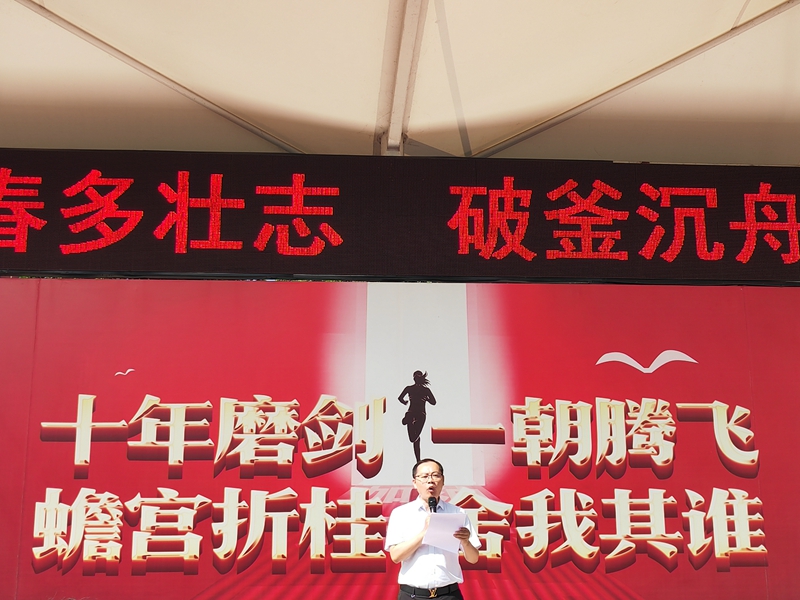 春多壮志 破釜沉舟
十年磨剑 一朝腾飞
蟾宫折桂 舍我其谁